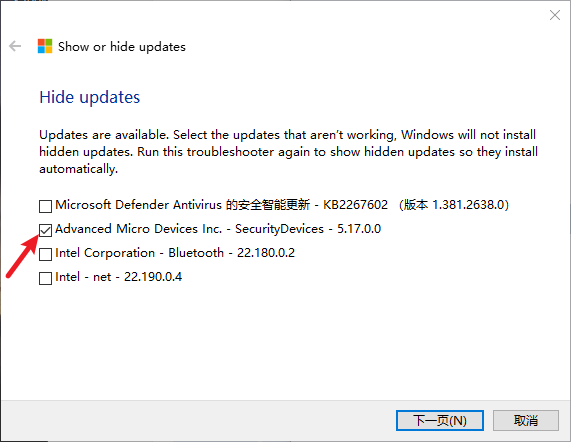 Show or hide updates
Hide updates
Updates are available. Select the updates that aren't working, Windows will not install
hidden updates. Run this troubleshooter again to show hidden updates so they install
automatically.
Microsoft Defender Antivirus 的安全智能更新 - KB2267602 （版本 1.381.2638.0）
Advanced Micro Devices Inc. - SecurityDevices - 5.17.0.0
Intel Corporation - Bluetooth - 22.180.0.2
Intel - net - 22.190.0.4
下一页(N)
取消